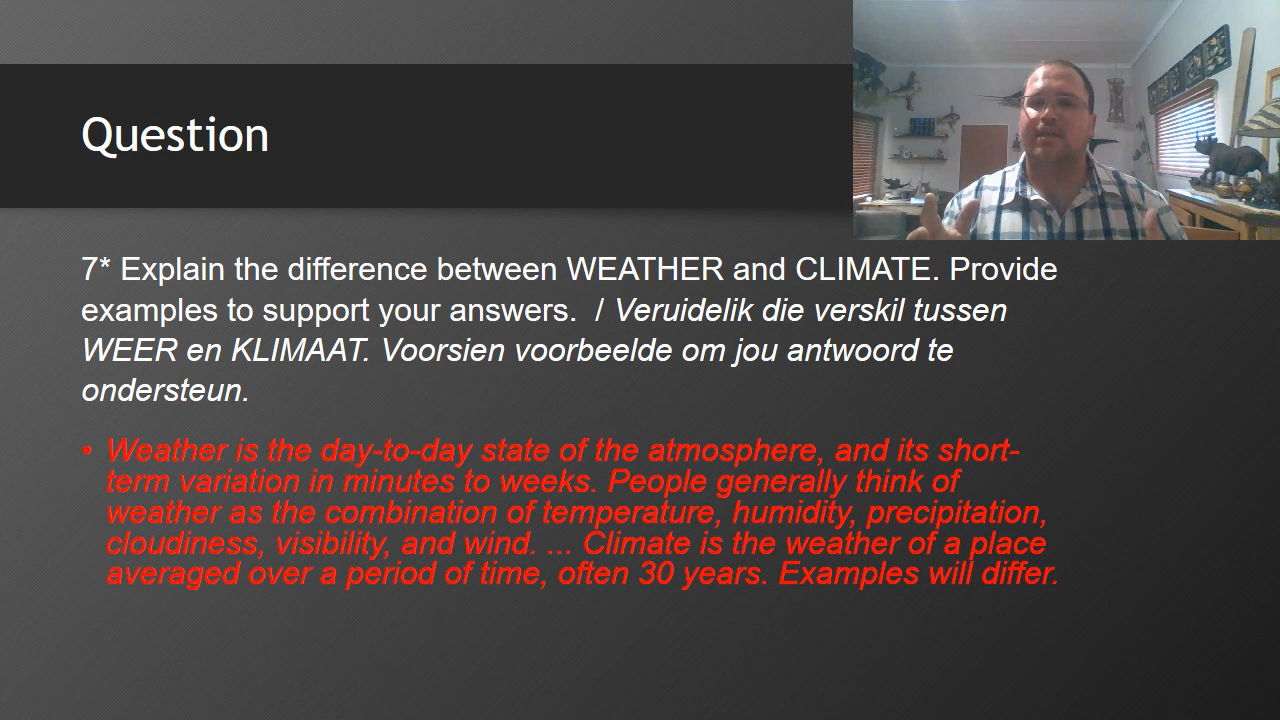 Question
7* Explain the difference between WEATHER and CLIMATE. Provide
examples to support your answers.  / Veruidelik die verskil tussen
WEER en KLIMAAT. Voorsien voorbeelde om jou antwoord te
ondersteun.
• Weather is the day-to-day state of the atmosphere, and its short-
term variation in minutes to weeks. People generally think of
weather as the combination of temperature, humidity, precipitation,
cloudiness, visibility, and wind. ... Climate is the weather of a place
averaged over a period of time, often 30 years. Examples will differ.